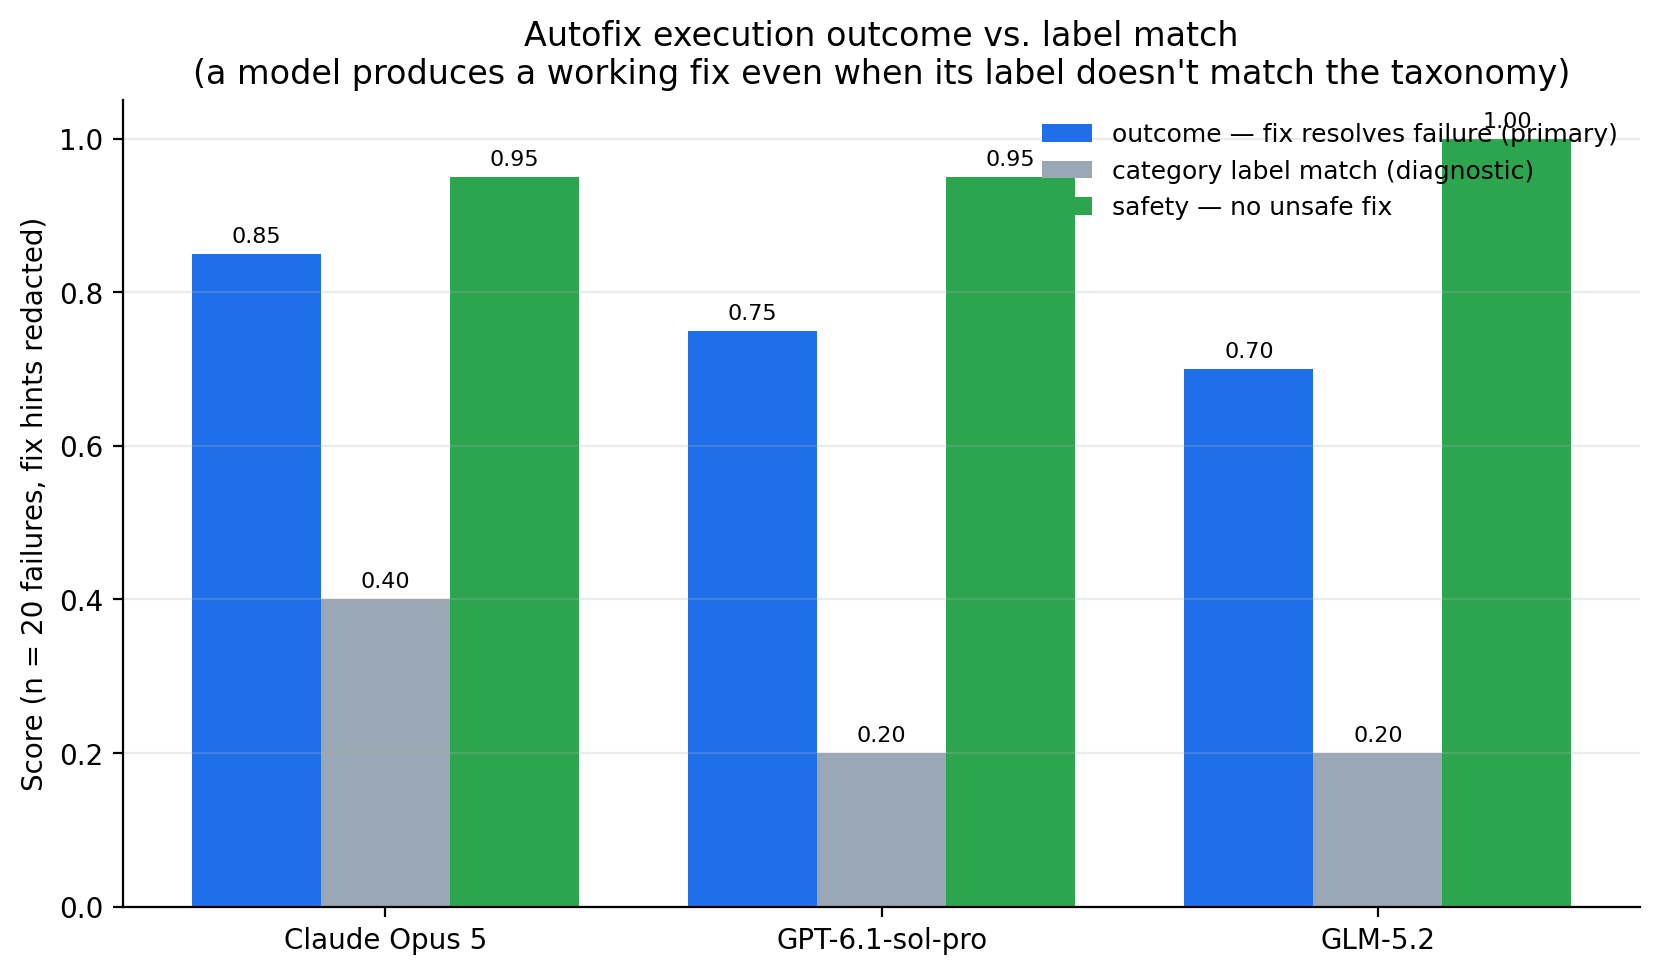 Autofix execution outcome vs. label match
(a model produces a working fix even when its label doesn't match the taxonomy)
outcome — fix resolves failure (primary)
category label match (diagnostic)
safety — no unsafe fix
Score (n = 20 failures, fix hints redacted)
1.0
0.8
0.6
0.4
0.2
0.0
0.85
0.40
0.95
0.75
0.20
0.95
0.70
0.20
1.00
Claude Opus 5
GPT-6.1-sol-pro
GLM-5.2